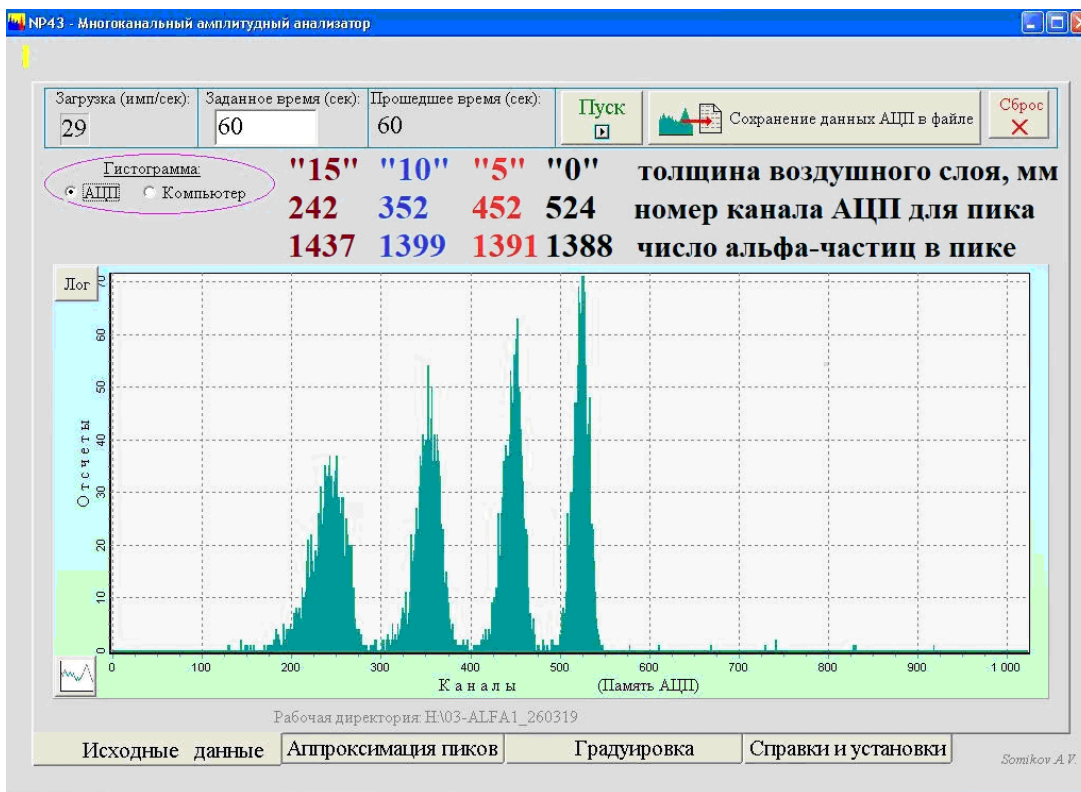 NP43 - Многоканальный амплитудный анализатор
Загрузка (имп/сек): Заданное время (сек): Прошедшее время (сек):
29 60 60
Пуск
Сохранение данных АЦП в файле
Сброс
Гистограмма:
АЦП Компьютер
"15" "10" "5" "0" толщина воздушного слоя, мм
242 352 452 524 номер канала АЦП для пика
1437 1399 1391 1388 число альфа-частиц в пике
Лог
70
60
50
40
30
20
10
0
Отсчеты
0 100 200 300 400 500 600 700 800 900 1 000
Каналы (Память АЦП)
Рабочая директория: H:\03-ALFA1_260319
Исходные данные Аппроксимация пиков Градуировка Справки и установки
Somikov A.V.